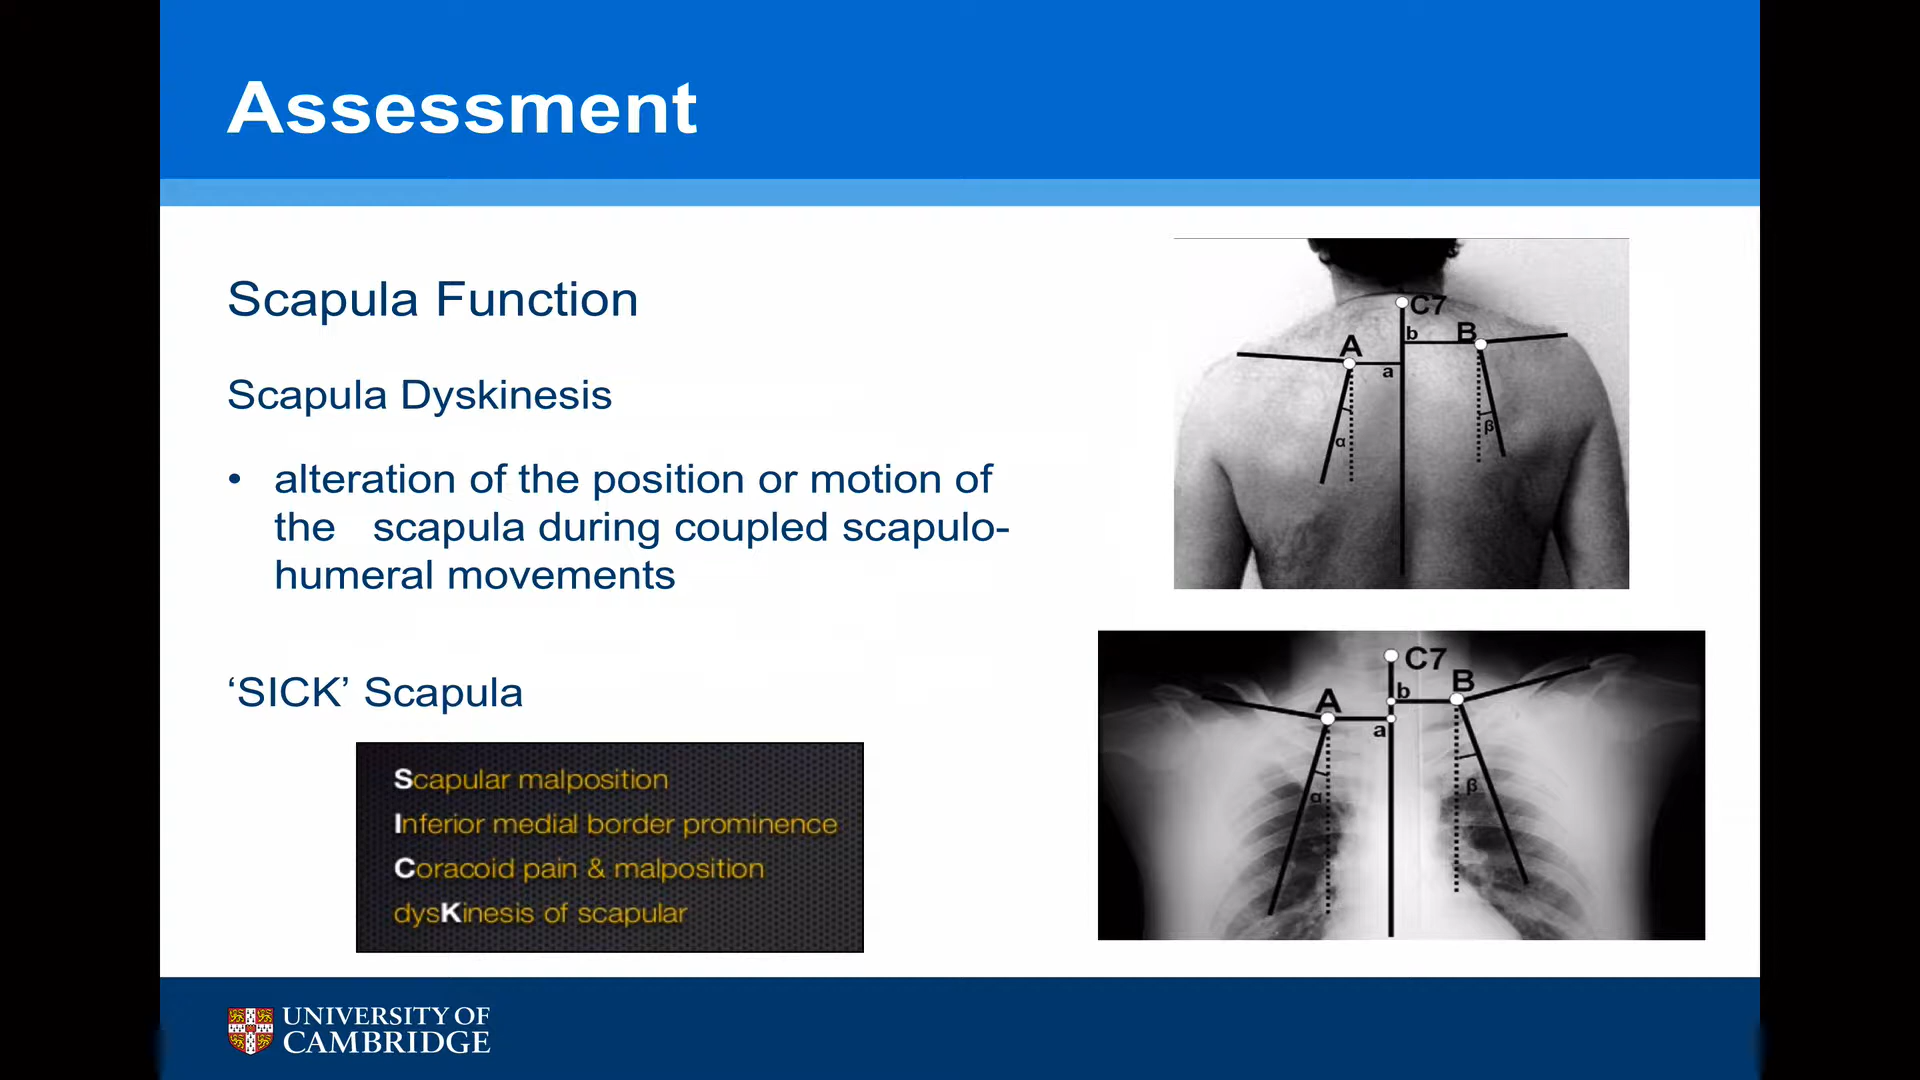 Assessment
Scapula Function
Scapula Dyskinesis
• alteration of the position or motion of
the scapula during coupled scapulo-
humeral movements
‘SICK’ Scapula
Scapular malposition
Inferior medial border prominence
Coracoid pain & malposition
dysKinesis of scapular
C7
b
B
A
a
α
β
C7
b
B
A
a
α
β
UNIVERSITY OF
CAMBRIDGE